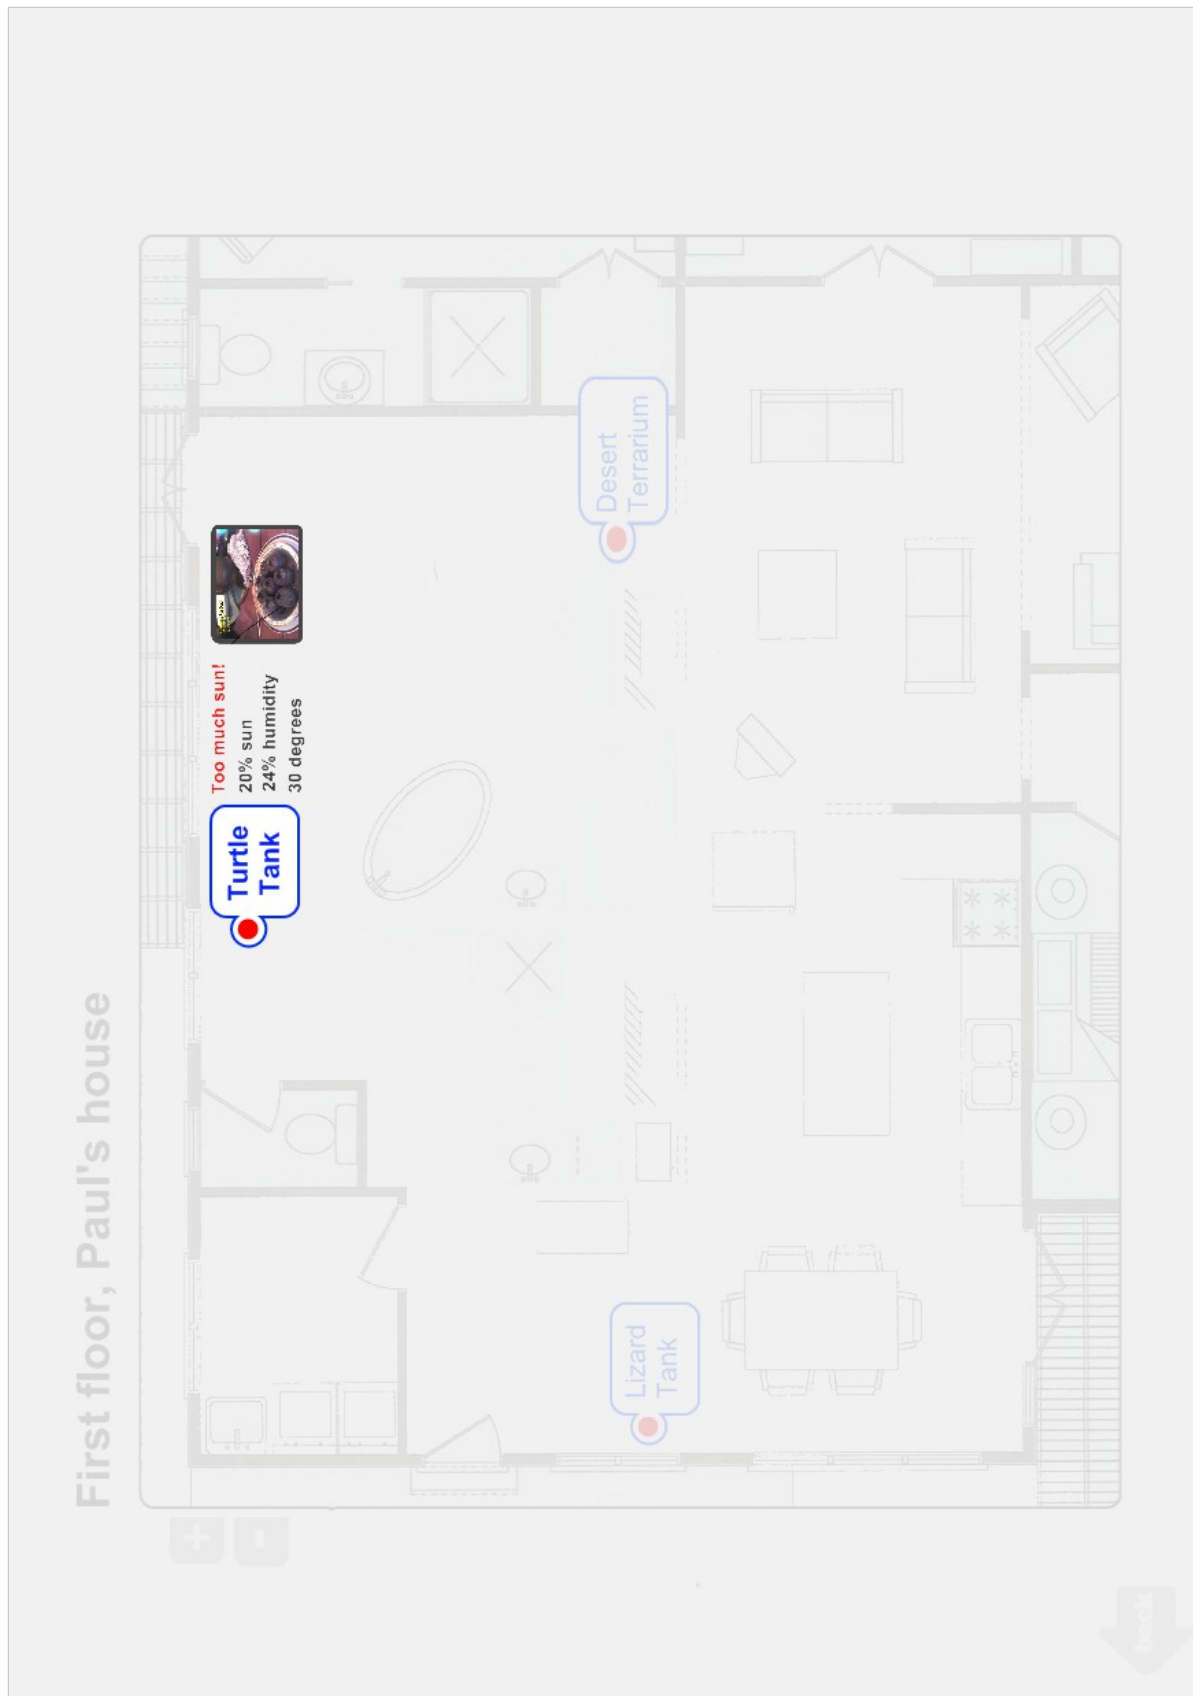 First floor, Paul's house
+
-
Turtle
Tank
Too much sun!
20% sun
24% humidity
30 degrees
Desert
Terrarium
Lizard
Tank
back